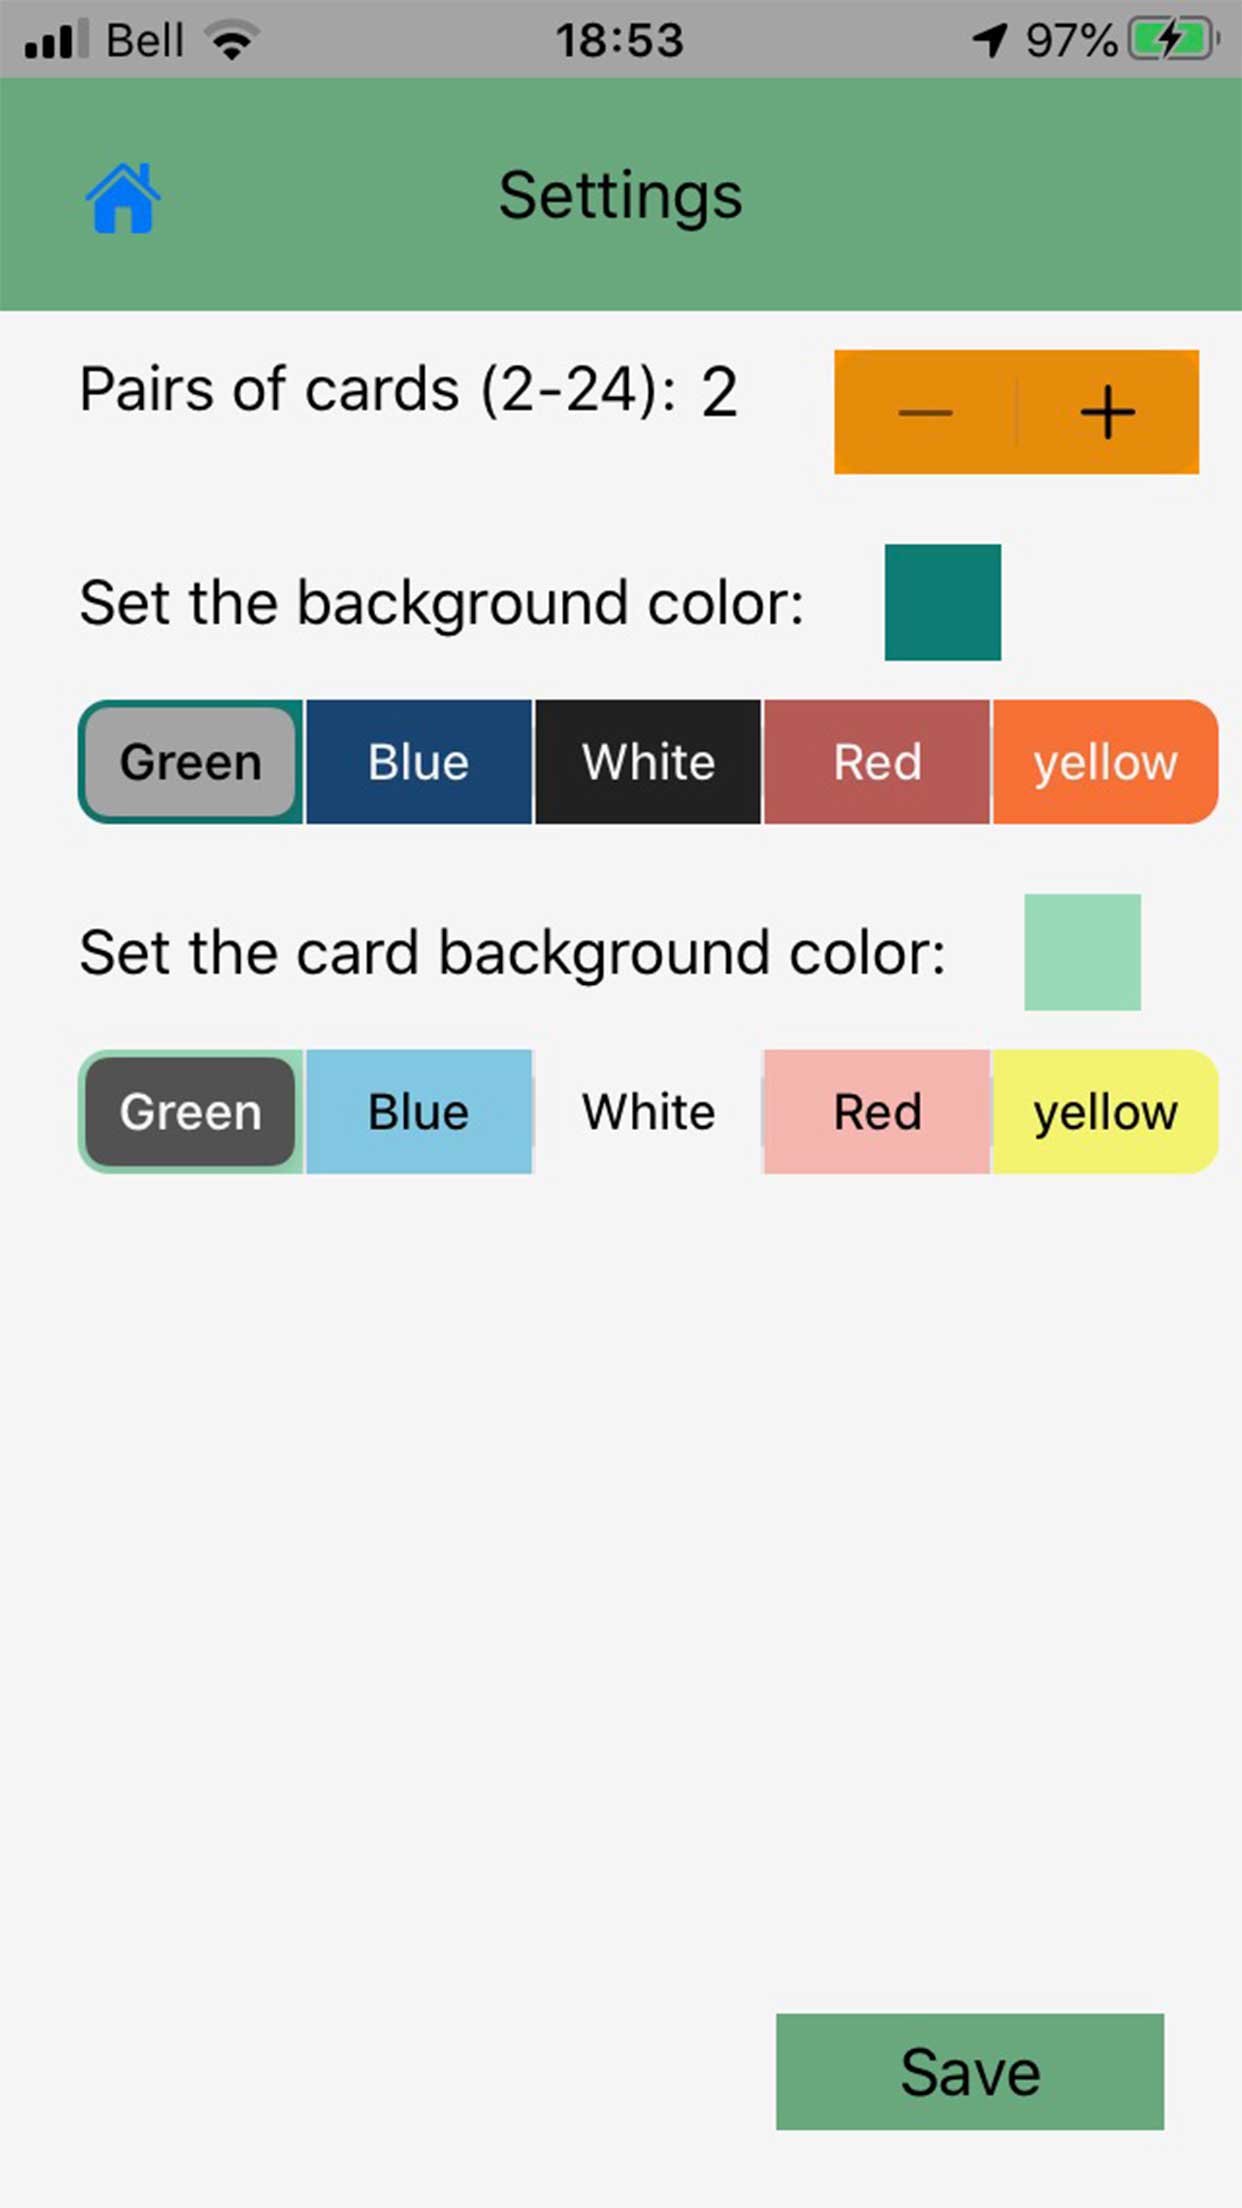 Bell 18:53 97%
Settings
Pairs of cards (2-24): 2 − +
Set the background color:
Green Blue White Red yellow
Set the card background color:
Green Blue White Red yellow
Save